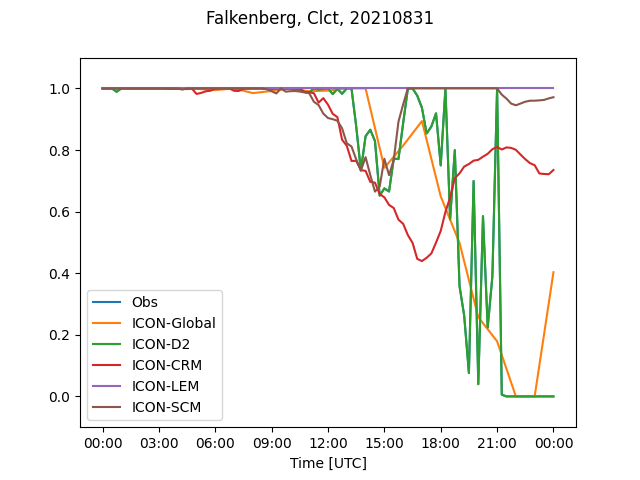 Falkenberg, Clct, 20210831
1.0
0.8
0.6
0.4
0.2
0.0
Obs
ICON-Global
ICON-D2
ICON-CRM
ICON-LEM
ICON-SCM
00:00 03:00 06:00 09:00 12:00 15:00 18:00 21:00 00:00
Time [UTC]